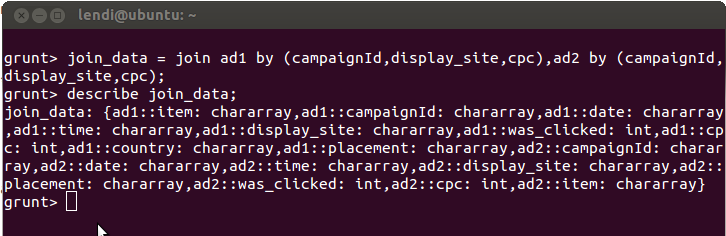 lendi@ubuntu: ~
grunt> join_data = join ad1 by (campaignId,display_site,cpc),ad2 by (campaignId,
display_site,cpc);
grunt> describe join_data;
join_data: {ad1::item: chararray,ad1::campaignId: chararray,ad1::date: chararray
,ad1::time: chararray,ad1::display_site: chararray,ad1::was_clicked: int,ad1::cp
c: int,ad1::country: chararray,ad1::placement: chararray,ad2::campaignId: charar
ray,ad2::date: chararray,ad2::time: chararray,ad2::display_site: chararray,ad2::
placement: chararray,ad2::was_clicked: int,ad2::cpc: int,ad2::item: chararray}
grunt>